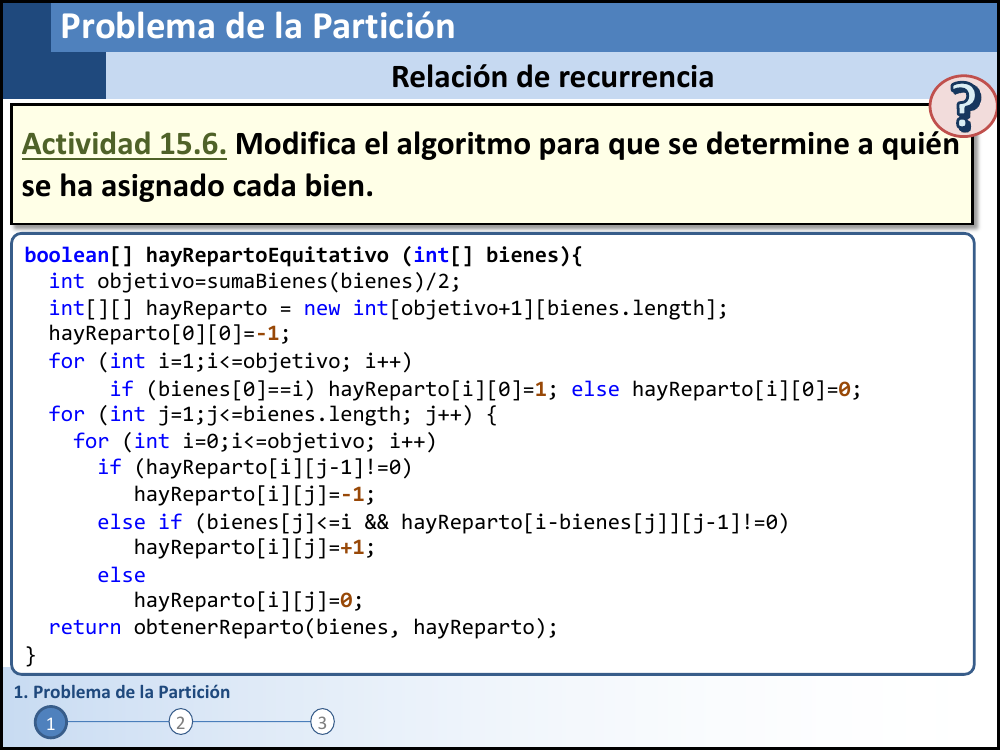 Problema de la Partición
Relación de recurrencia
?
Actividad 15.6. Modifica el algoritmo para que se determine a quién
se ha asignado cada bien.
boolean[] hayRepartoEquitativo (int[] bienes){
  int objetivo=sumaBienes(bienes)/2;
  int[][] hayReparto = new int[objetivo+1][bienes.length];
  hayReparto[0][0]=-1;
  for (int i=1;i<=objetivo; i++)
       if (bienes[0]==i) hayReparto[i][0]=1; else hayReparto[i][0]=0;
  for (int j=1;j<=bienes.length; j++) {
    for (int i=0;i<=objetivo; i++)
      if (hayReparto[i][j-1]!=0)
         hayReparto[i][j]=-1;
      else if (bienes[j]<=i && hayReparto[i-bienes[j]][j-1]!=0)
         hayReparto[i][j]=+1;
      else
         hayReparto[i][j]=0;
  return obtenerReparto(bienes, hayReparto);
}
1. Problema de la Partición
1 2 3